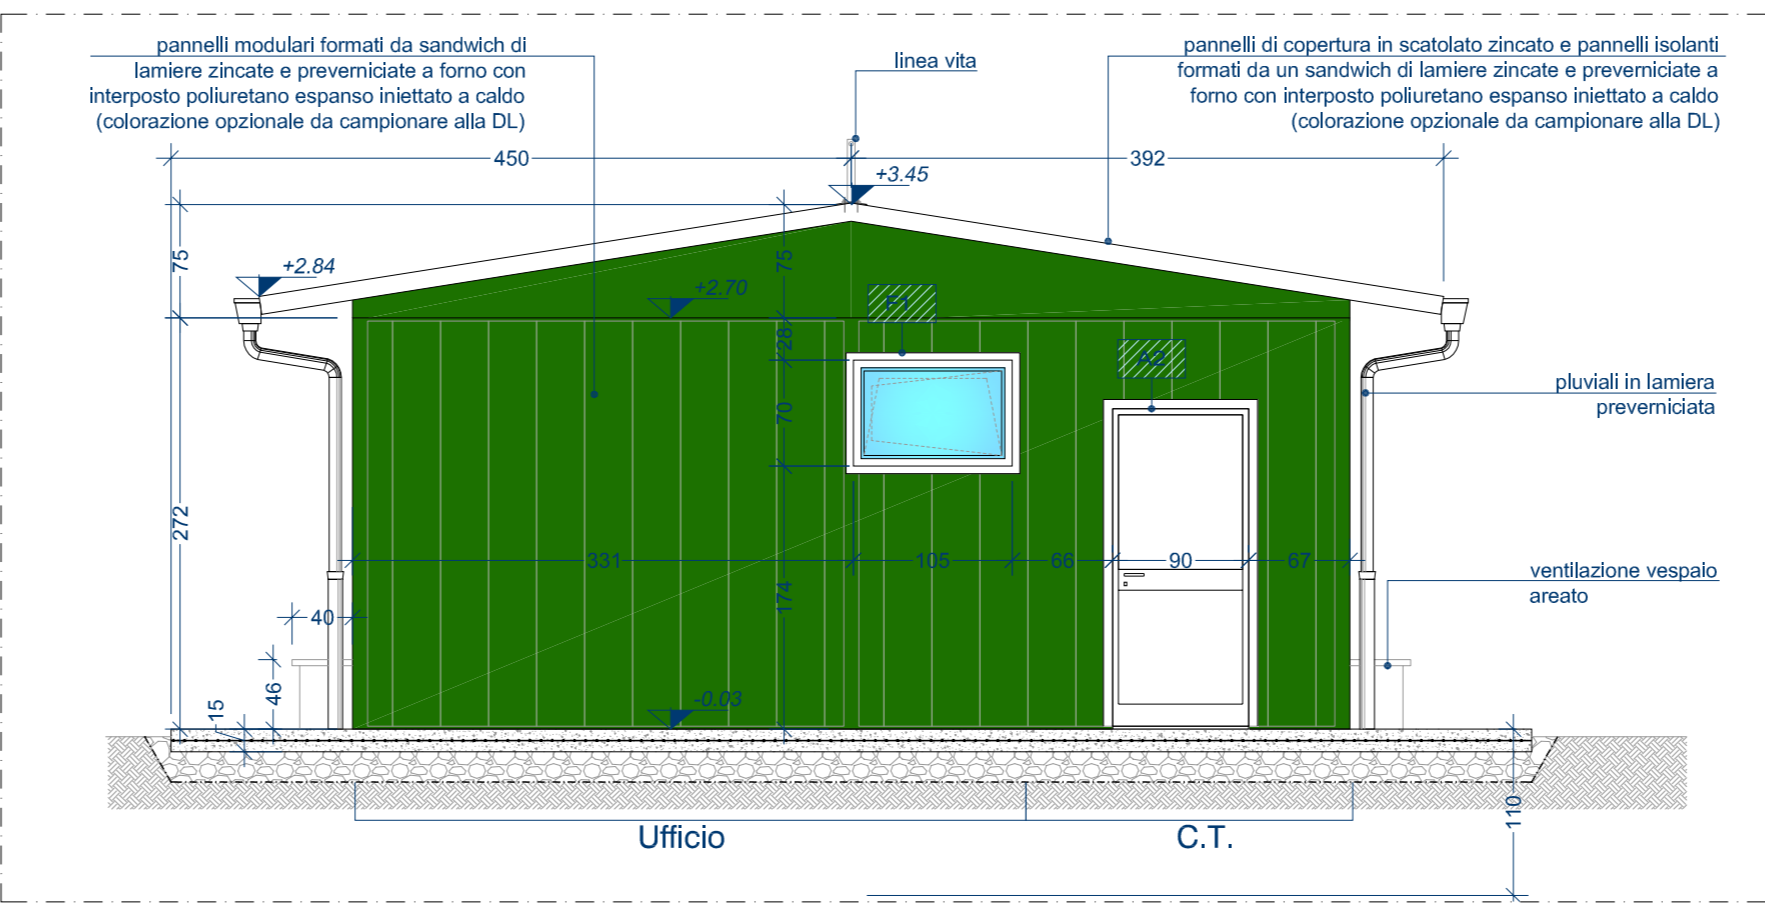 pannelli modulari formati da sandwich di
lamiere zincate e preverniciate a forno con
interposto poliuretano espanso iniettato a caldo
(colorazione opzionale da campionare alla DL)
linea vita
pannelli di copertura in scatolato zincato e pannelli isolanti
formati da un sandwich di lamiere zincate e preverniciate a
forno con interposto poliuretano espanso iniettato a caldo
(colorazione opzionale da campionare alla DL)
450
392
+3.45
75
75
+2.84
+2.70
F1
28
A2
70
pluviali in lamiera
preverniciata
272
331
105
66
90
67
174
ventilazione vespaio
areato
40
46
15
-0.03
110
Ufficio
C.T.